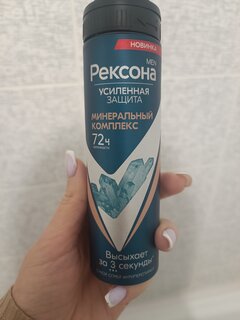 НОВИНКА
MEN
Рексона
УСИЛЕННАЯ
ЗАЩИТА
МИНЕРАЛЬНЫЙ
КОМПЛЕКС
72ч
Высыхает
за 3 секунды